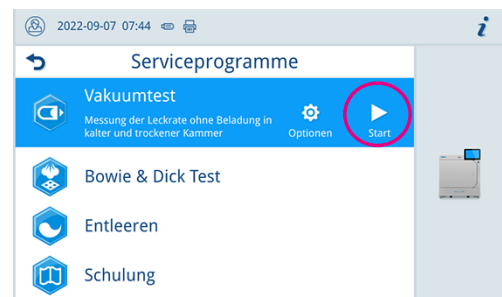 2022-09-07 07:44
i
Serviceprogramme
Vakuumtest
Messung der Leckrate ohne Beladung in
kalter und trockener Kammer
Optionen
Start
Bowie & Dick Test
Entleeren
Schulung